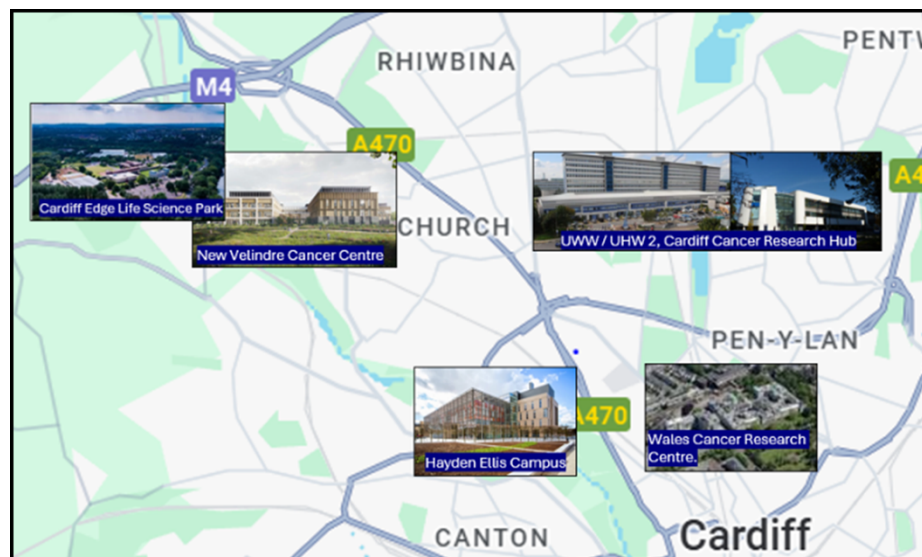 RHIWBINA
PENTW
M4
A470
A4
Cardiff Edge Life Science Park
CHURCH
New Velindre Cancer Centre
UWW / UHW 2, Cardiff Cancer Research Hub
PEN-Y-LAN
A470
Hayden Ellis Campus
Wales Cancer Research
Centre.
CANTON
Cardiff